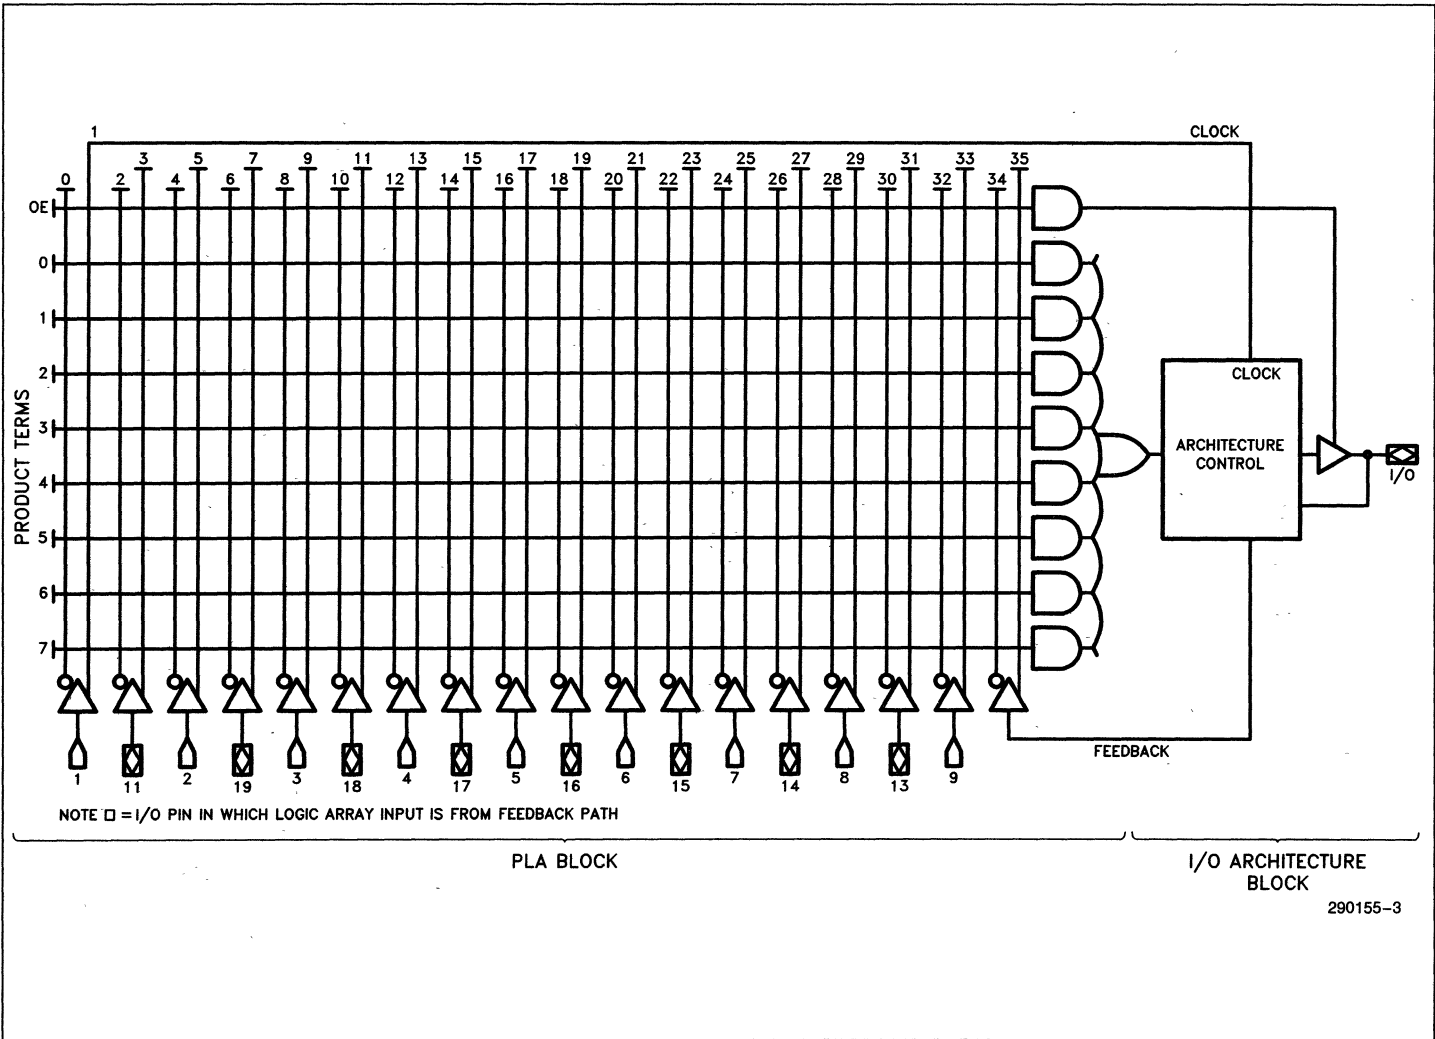 1 CLOCK
3 5 7 9 11 13 15 17 19 21 23 25 27 29 31 33 35
0 2 4 6 8 10 12 14 16 18 20 22 24 26 28 30 32 34
OE
0
1
2
3
4
5
6
7
PRODUCT TERMS
CLOCK
ARCHITECTURE
CONTROL
I/O
FEEDBACK
1 11 2 19 3 18 4 17 5 16 6 15 7 14 8 13 9
NOTE □ = I/O PIN IN WHICH LOGIC ARRAY INPUT IS FROM FEEDBACK PATH
PLA BLOCK
I/O ARCHITECTURE
BLOCK
290155-3